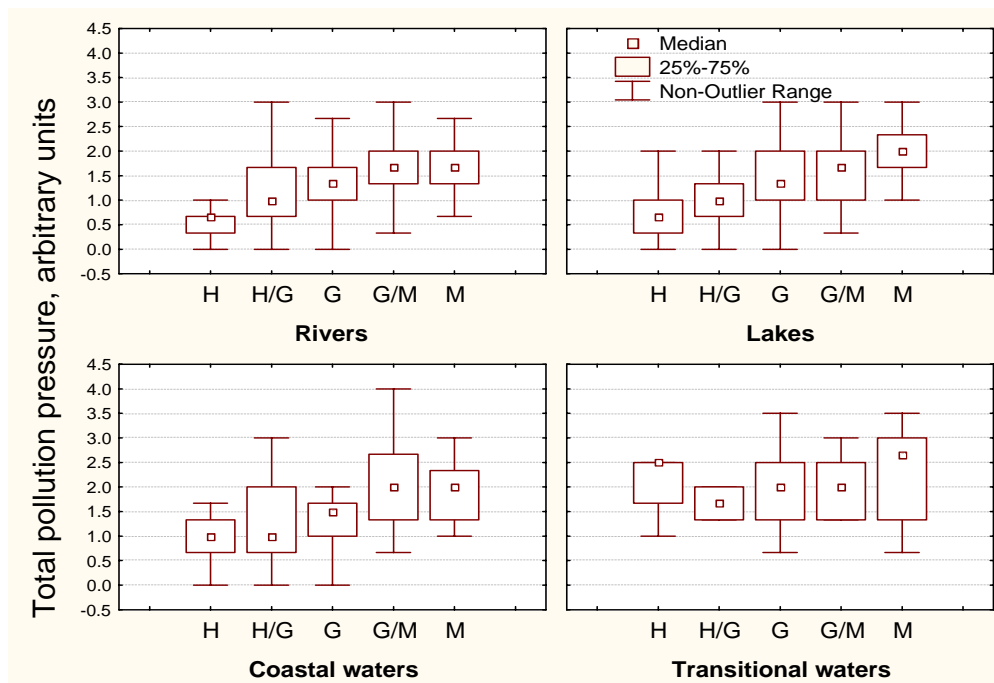 Total pollution pressure, arbitrary units
4.5
4.0
3.5
3.0
2.5
2.0
1.5
1.0
0.5
0.0
-0.5
H H/G G G/M M
Rivers
Median
25%-75%
Non-Outlier Range
H H/G G G/M M
Lakes
4.5
4.0
3.5
3.0
2.5
2.0
1.5
1.0
0.5
0.0
-0.5
H H/G G G/M M
Coastal waters
H H/G G G/M M
Transitional waters